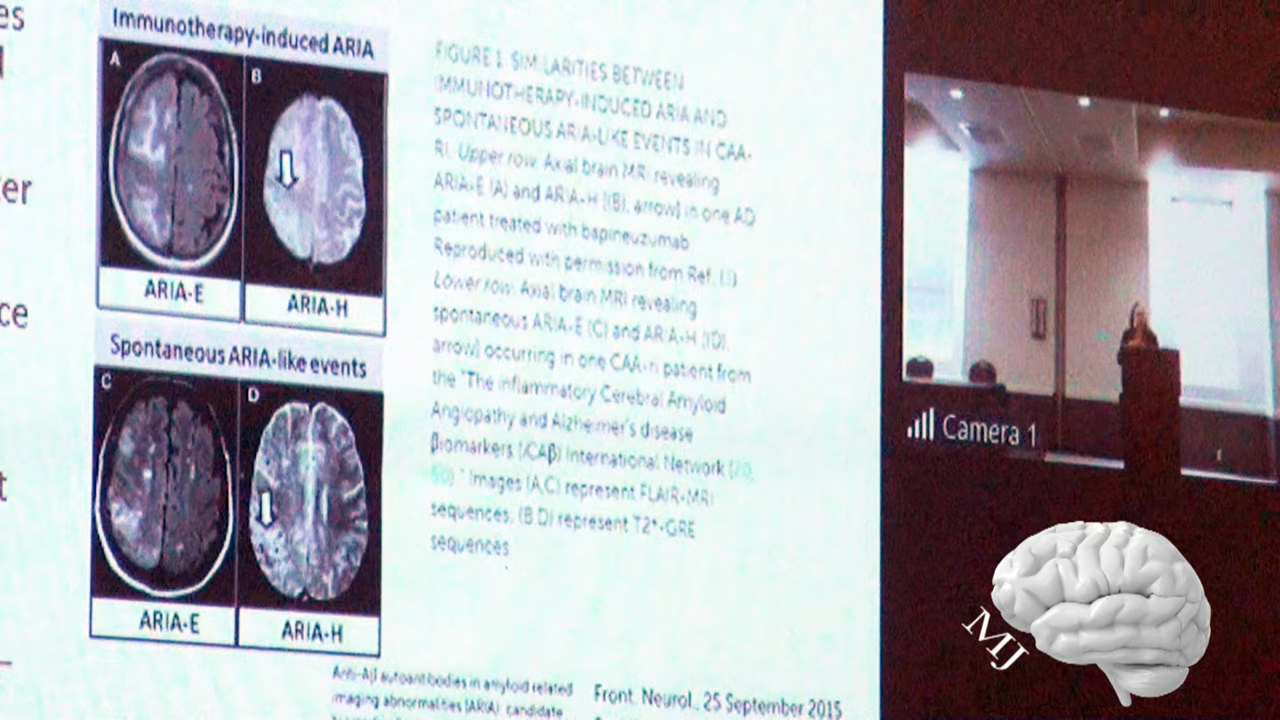 es
er
ce
t
Immunotherapy-induced ARIA
A
B
ARIA-E
ARIA-H
Spontaneous ARIA-like events
C
D
ARIA-E
ARIA-H
FIGURE 1. SIMILARITIES BETWEEN
IMMUNOTHERAPY-INDUCED ARIA AND
SPONTANEOUS ARIA-LIKE EVENTS IN CAA-
RI. Upper row: Axial brain MRI revealing
ARIA-E (A) and ARIA-H [(B), arrow] in one AD
patient treated with bapineuzumab
Reproduced with permission from Ref.
Lower row: Axial brain MRI revealing
spontaneous ARIA-E (C) and ARIA-H [(D),
arrow] occurring in one CAA-ri patient from
the "The inflammatory Cerebral Amyloid
Angiopathy and Alzheimer's disease
βiomarkers (iCAβ) International Network
" Images (A,C) represent FLAIR-MRI
sequences; (B,D) represent T2*-GRE
sequences
Anti-Aβ autoantibodies in amyloid related
imaging abnormalities (ARIA): candidate
Front. Neurol., 25 September 2015
Camera 1
MJ